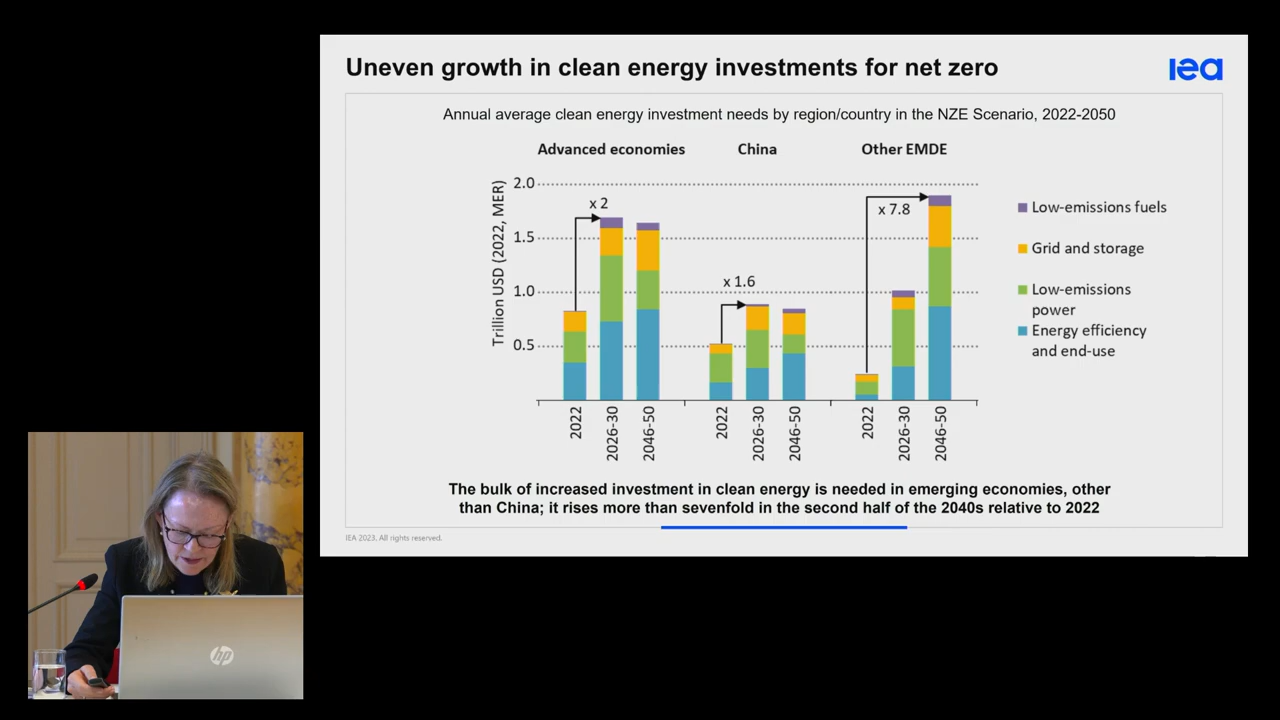 Uneven growth in clean energy investments for net zero
iea
Annual average clean energy investment needs by region/country in the NZE Scenario, 2022-2050
Advanced economies
China
Other EMDE
Trillion USD (2022, MER)
2.0
1.5
1.0
0.5
x 2
x 1.6
x 7.8
2022
2026-30
2046-50
2022
2026-30
2046-50
2022
2026-30
2046-50
Low-emissions fuels
Grid and storage
Low-emissions
power
Energy efficiency
and end-use
The bulk of increased investment in clean energy is needed in emerging economies, other
than China; it rises more than sevenfold in the second half of the 2040s relative to 2022
IEA 2023. All rights reserved.
hp